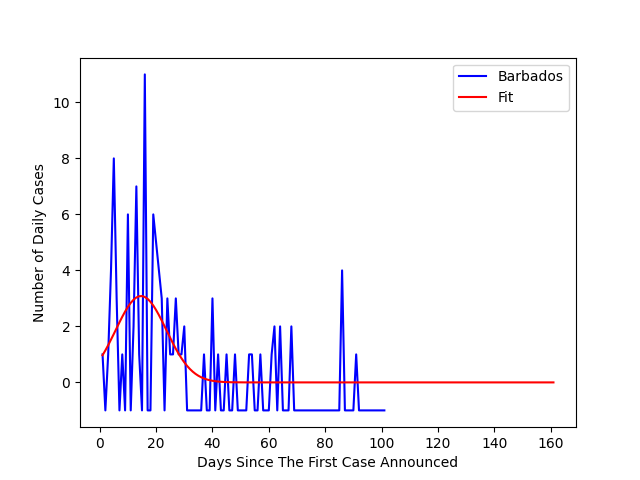 Barbados
Fit
10
8
6
4
2
0
Number of Daily Cases
0 20 40 60 80 100 120 140 160
Days Since The First Case Announced